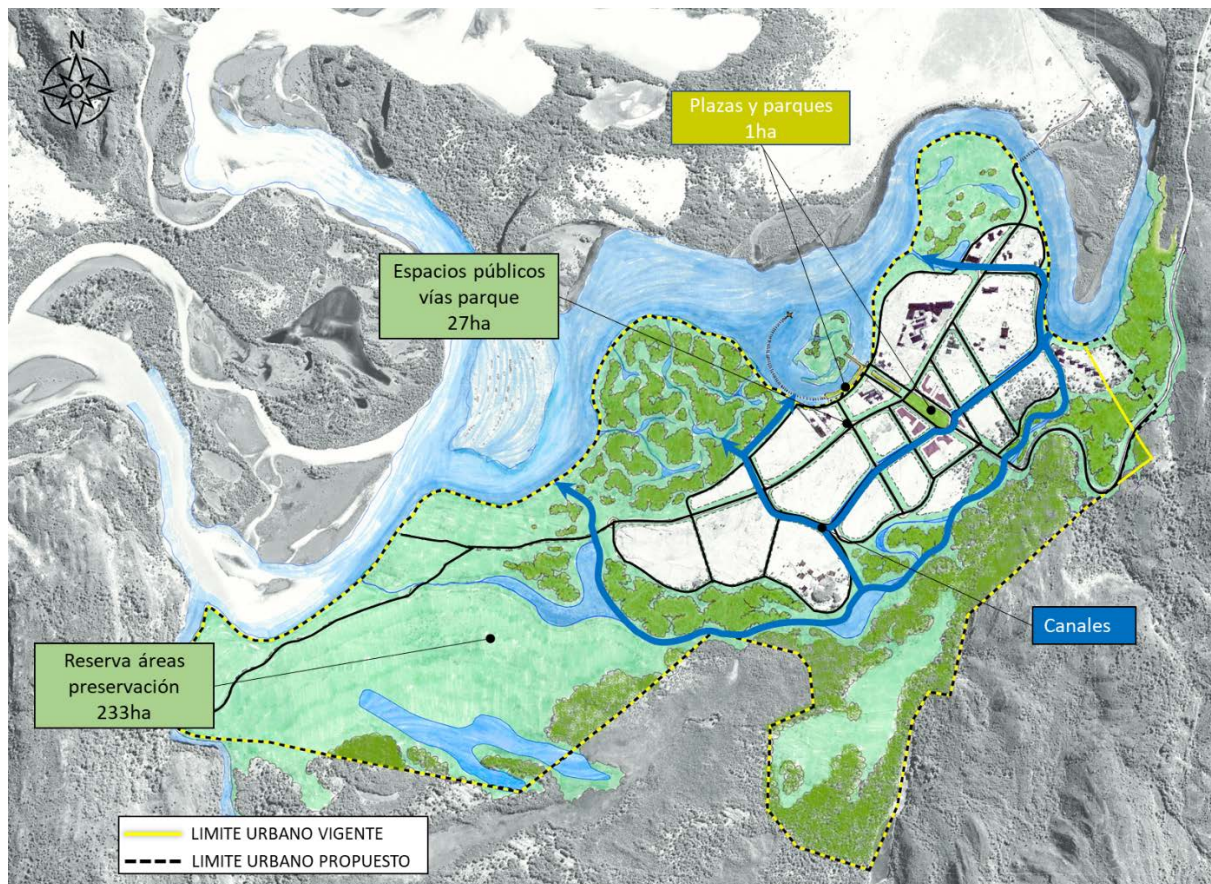 N
Plazas y parques
1ha
Espacios públicos
vías parque
27ha
Canales
Reserva áreas
preservación
233ha
LIMITE URBANO VIGENTE
LIMITE URBANO PROPUESTO